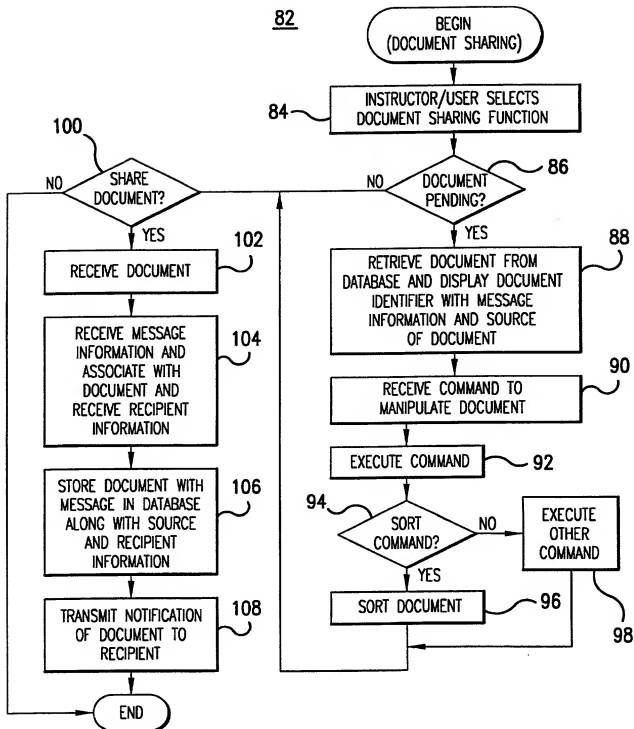 82
BEGIN
(DOCUMENT SHARING)
84
INSTRUCTOR/USER SELECTS
DOCUMENT SHARING FUNCTION
86
DOCUMENT
PENDING?
NO
YES
88
RETRIEVE DOCUMENT FROM
DATABASE AND DISPLAY DOCUMENT
IDENTIFIER WITH MESSAGE
INFORMATION AND SOURCE
OF DOCUMENT
90
RECEIVE COMMAND TO
MANIPULATE DOCUMENT
EXECUTE COMMAND
92
94
SORT
COMMAND?
NO
YES
EXECUTE
OTHER
COMMAND
98
SORT DOCUMENT
96
100
SHARE
DOCUMENT?
NO
YES
102
RECEIVE DOCUMENT
104
RECEIVE MESSAGE
INFORMATION AND
ASSOCIATE WITH
DOCUMENT AND
RECEIVE RECIPIENT
INFORMATION
106
STORE DOCUMENT WITH
MESSAGE IN DATABASE
ALONG WITH SOURCE
AND RECIPIENT
INFORMATION
108
TRANSMIT NOTIFICATION
OF DOCUMENT TO
RECIPIENT
END